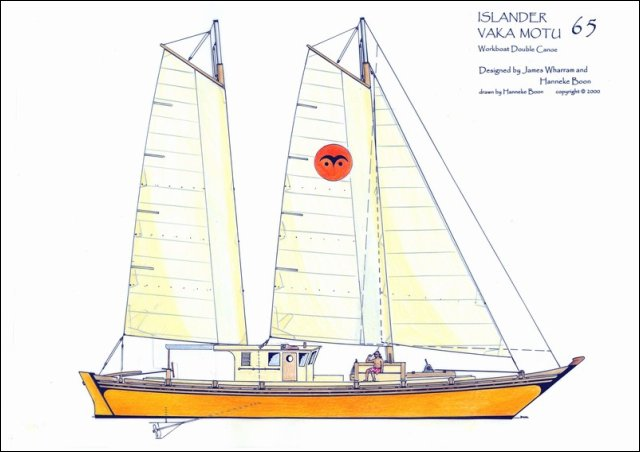 ISLANDER
VAKA MOTU 65
Workboat Double Canoe
Designed by James Wharram and
Hanneke Boon
drawn by Hanneke Boon copyright © 2000